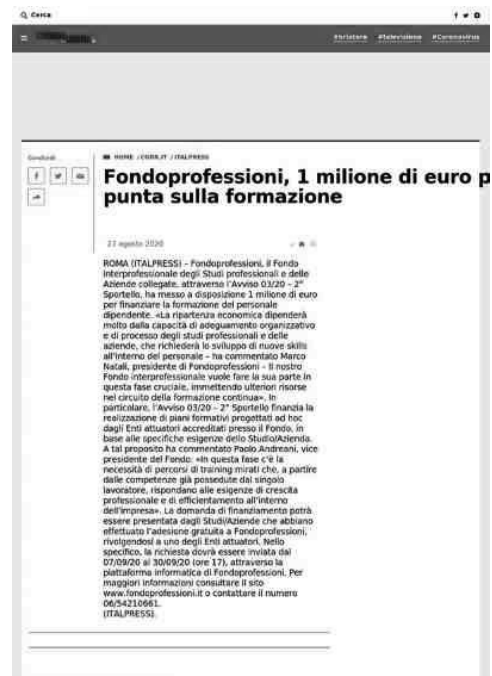 Cerca
#hristere #televisione #CoronaVirus
Condividi
HOME / CORR.IT / ITALPRESS
Fondoprofessioni, 1 milione di euro p
punta sulla formazione
agosto 2020
ROMA (ITALPRESS) – Fondoprofessioni, il Fondo
Interprofessionale degli Studi professionali e delle
Aziende collegate, attraverso l'Avviso 03/20 – 2°
Sportello, ha messo a disposizione 1 milione di euro
per finanziare la formazione del personale
dipendente. «La ripartenza economica dipenderà
molto dalla capacità di adeguamento organizzativo
e di processo degli studi professionali e delle
aziende, che richiederà lo sviluppo di nuove skills
all'interno del personale – ha commentato Marco
Natali, presidente di Fondoprofessioni – Il nostro
Fondo interprofessionale vuole fare la sua parte in
questa fase cruciale, immettendo ulteriori risorse
nel circuito della formazione continua». In
particolare, l'Avviso 03/20 – 2° Sportello finanzia la
realizzazione di piani formativi progettati ad hoc
dagli Enti attuatori accreditati presso il Fondo, in
base alle specifiche esigenze dello Studio/Azienda.
A tal proposito ha commentato Paolo Andreani, vice
presidente del Fondo: «In questa fase c'è la
necessità di percorsi di training mirati che, a partire
dalle competenze già possedute dal singolo
lavoratore, rispondano alle esigenze di crescita
professionale e di efficientamento all'interno
dell'impresa». La domanda di finanziamento potrà
essere presentata dagli Studi/Aziende che abbiano
effettuato l'adesione gratuita a Fondoprofessioni,
rivolgendosi a uno degli Enti attuatori. Nello
specifico, la richiesta dovrà essere inviata dal
07/09/20 al 30/09/20 (ore 17), attraverso la
piattaforma informatica di Fondoprofessioni. Per
maggiori informazioni consultare il sito
www.fondoprofessioni.it o contattare il numero
06/54210661.
(ITALPRESS).